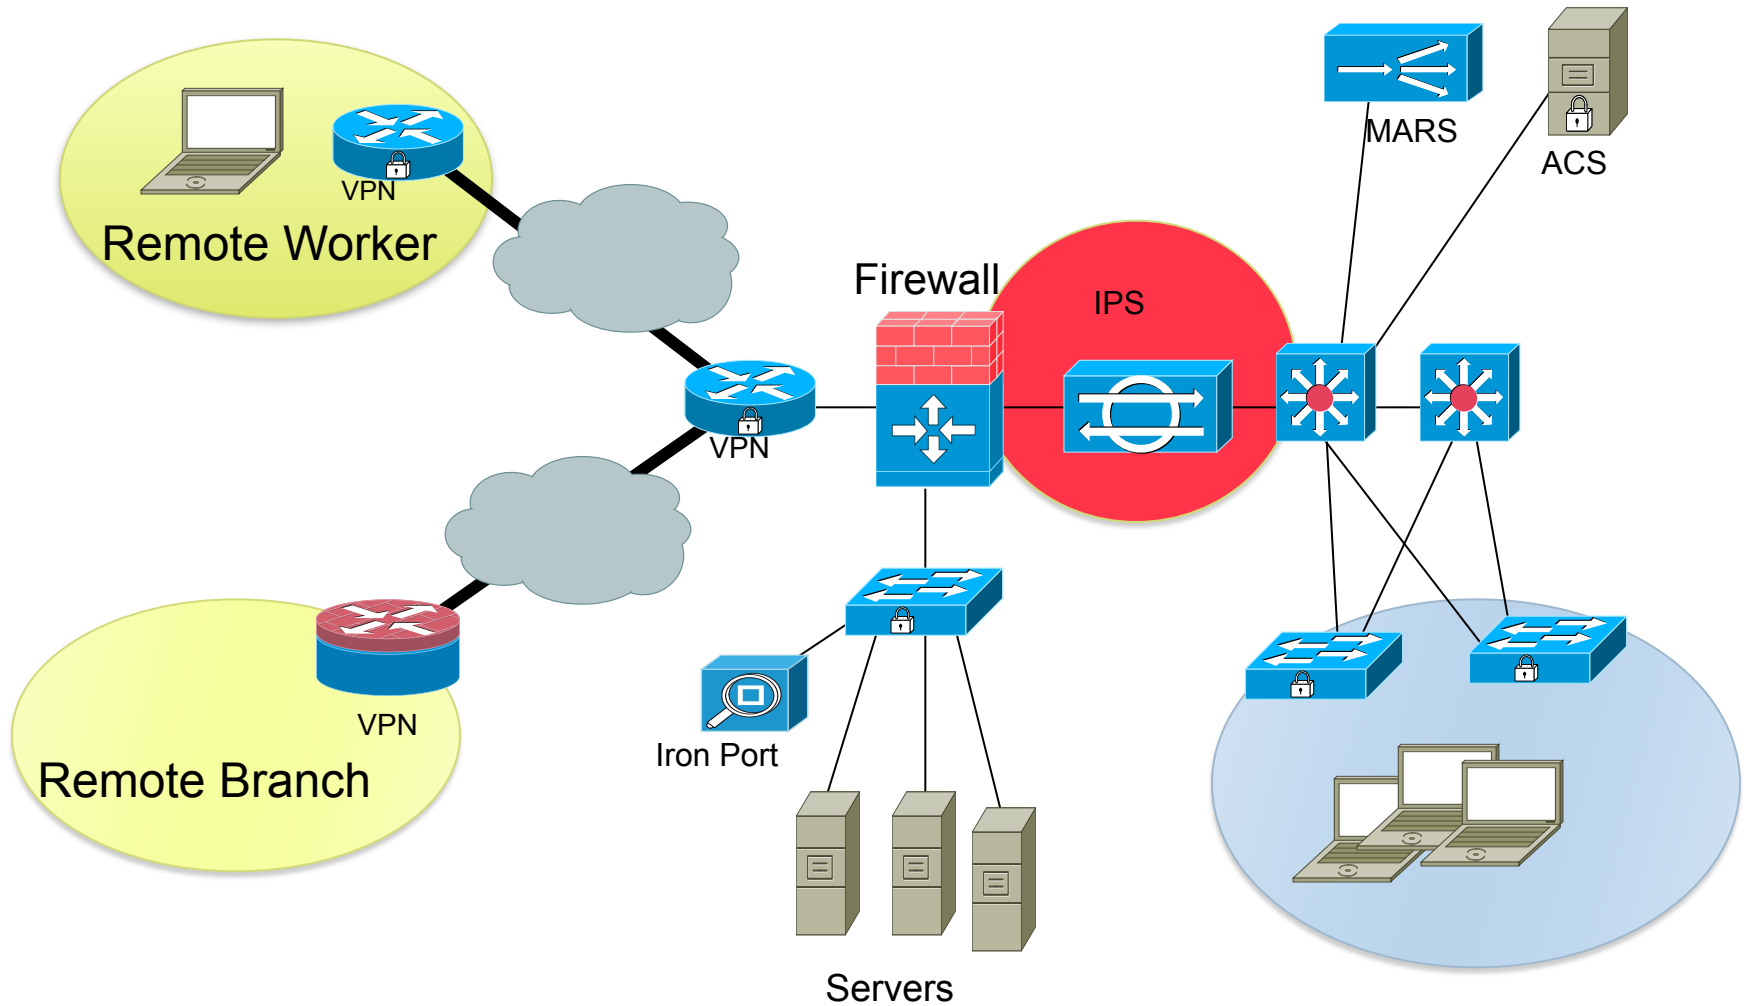 MARS
ACS
VPN
Remote Worker
Firewall
IPS
VPN
VPN
Iron Port
Remote Branch
Servers